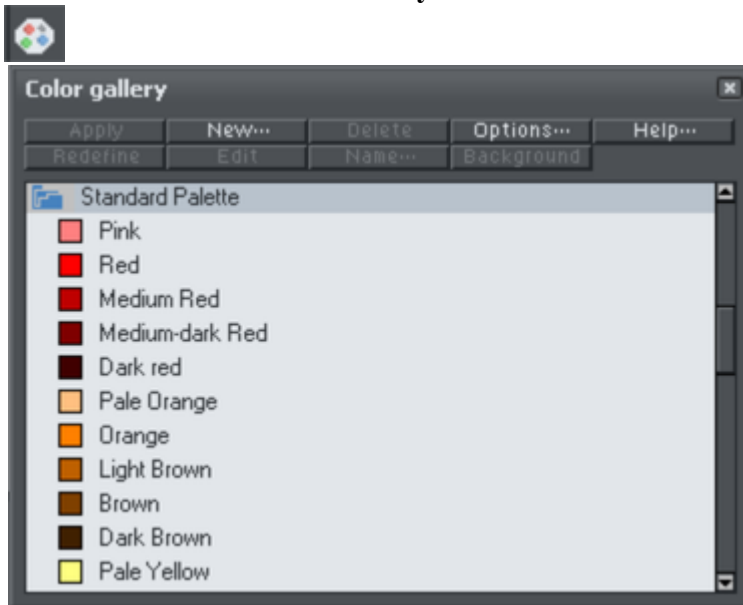 Color gallery
Apply New... Delete Options... Help...
Redefine Edit Name... Background
Standard Palette
Pink
Red
Medium Red
Medium-dark Red
Dark red
Pale Orange
Orange
Light Brown
Brown
Dark Brown
Pale Yellow